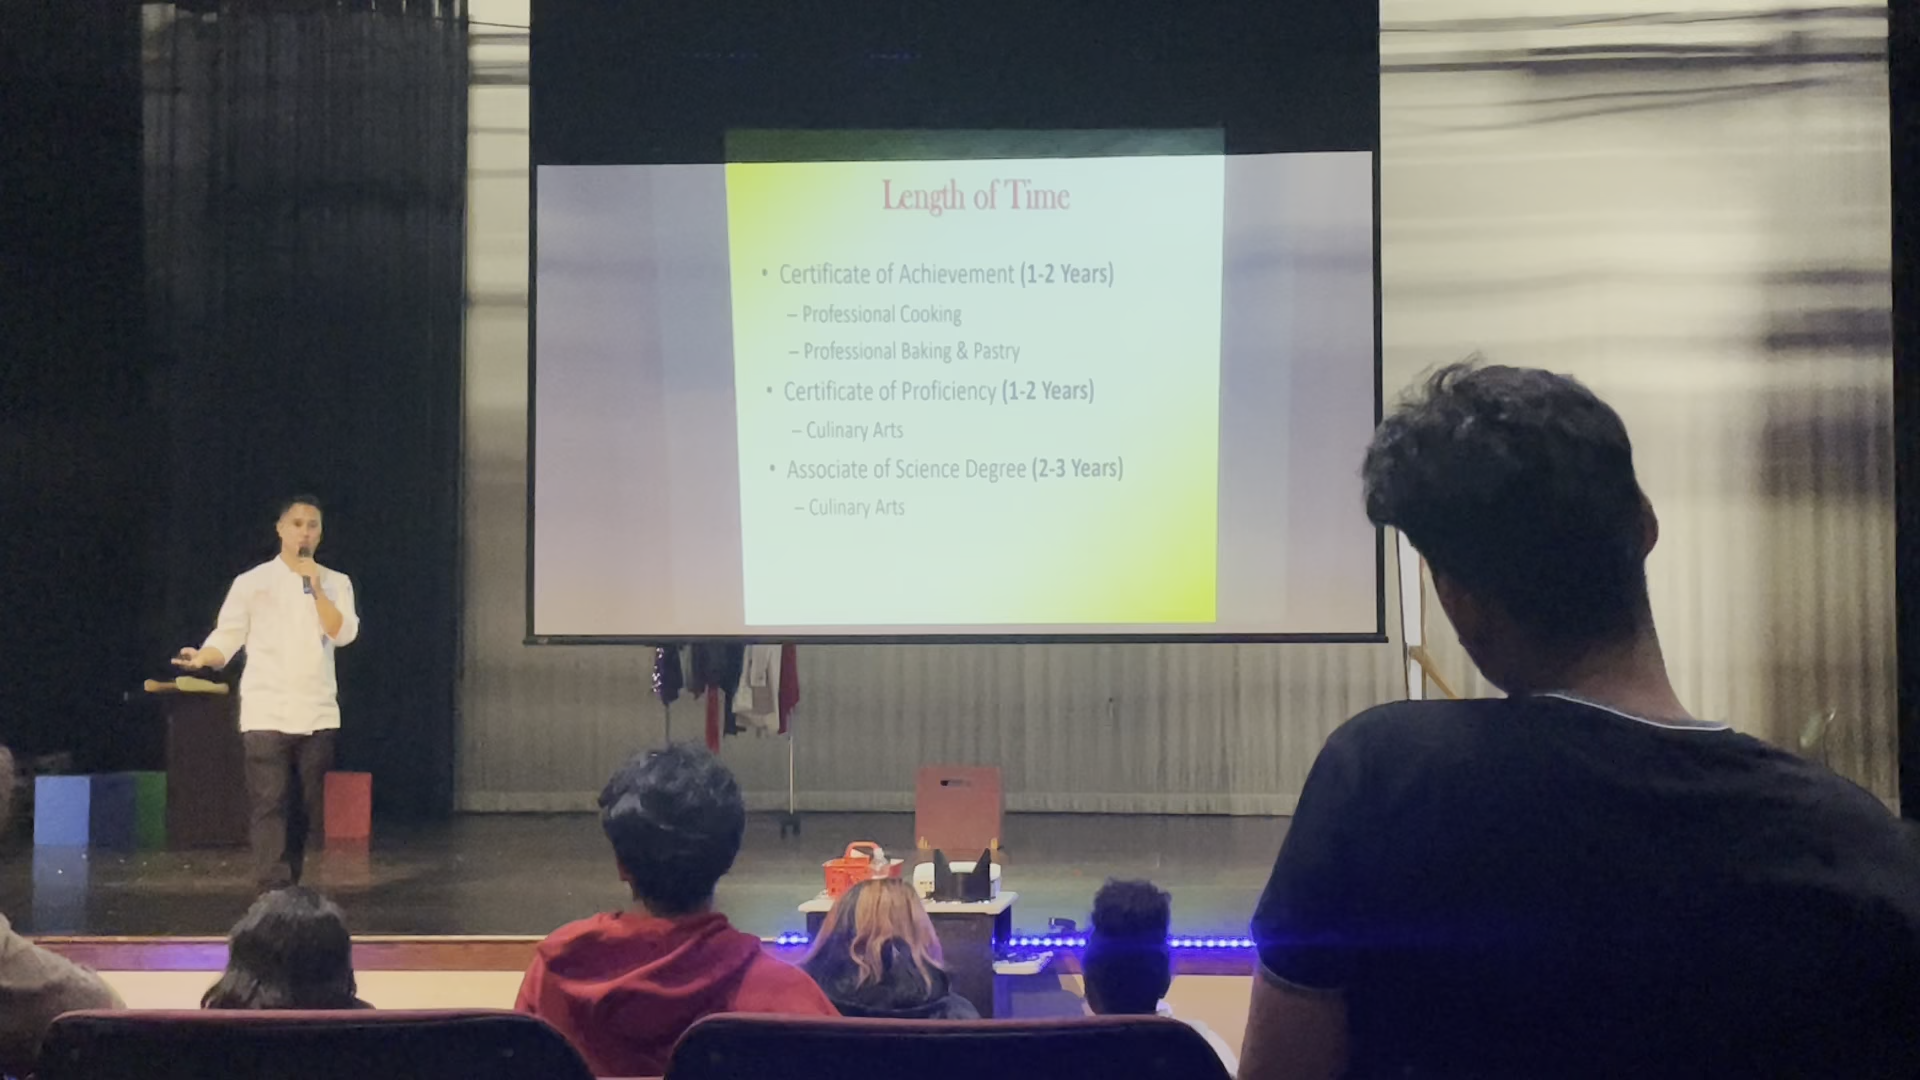 Length of Time
• Certificate of Achievement (1-2 Years)
– Professional Cooking
– Professional Baking & Pastry
• Certificate of Proficiency (1-2 Years)
– Culinary Arts
• Associate of Science Degree (2-3 Years)
– Culinary Arts